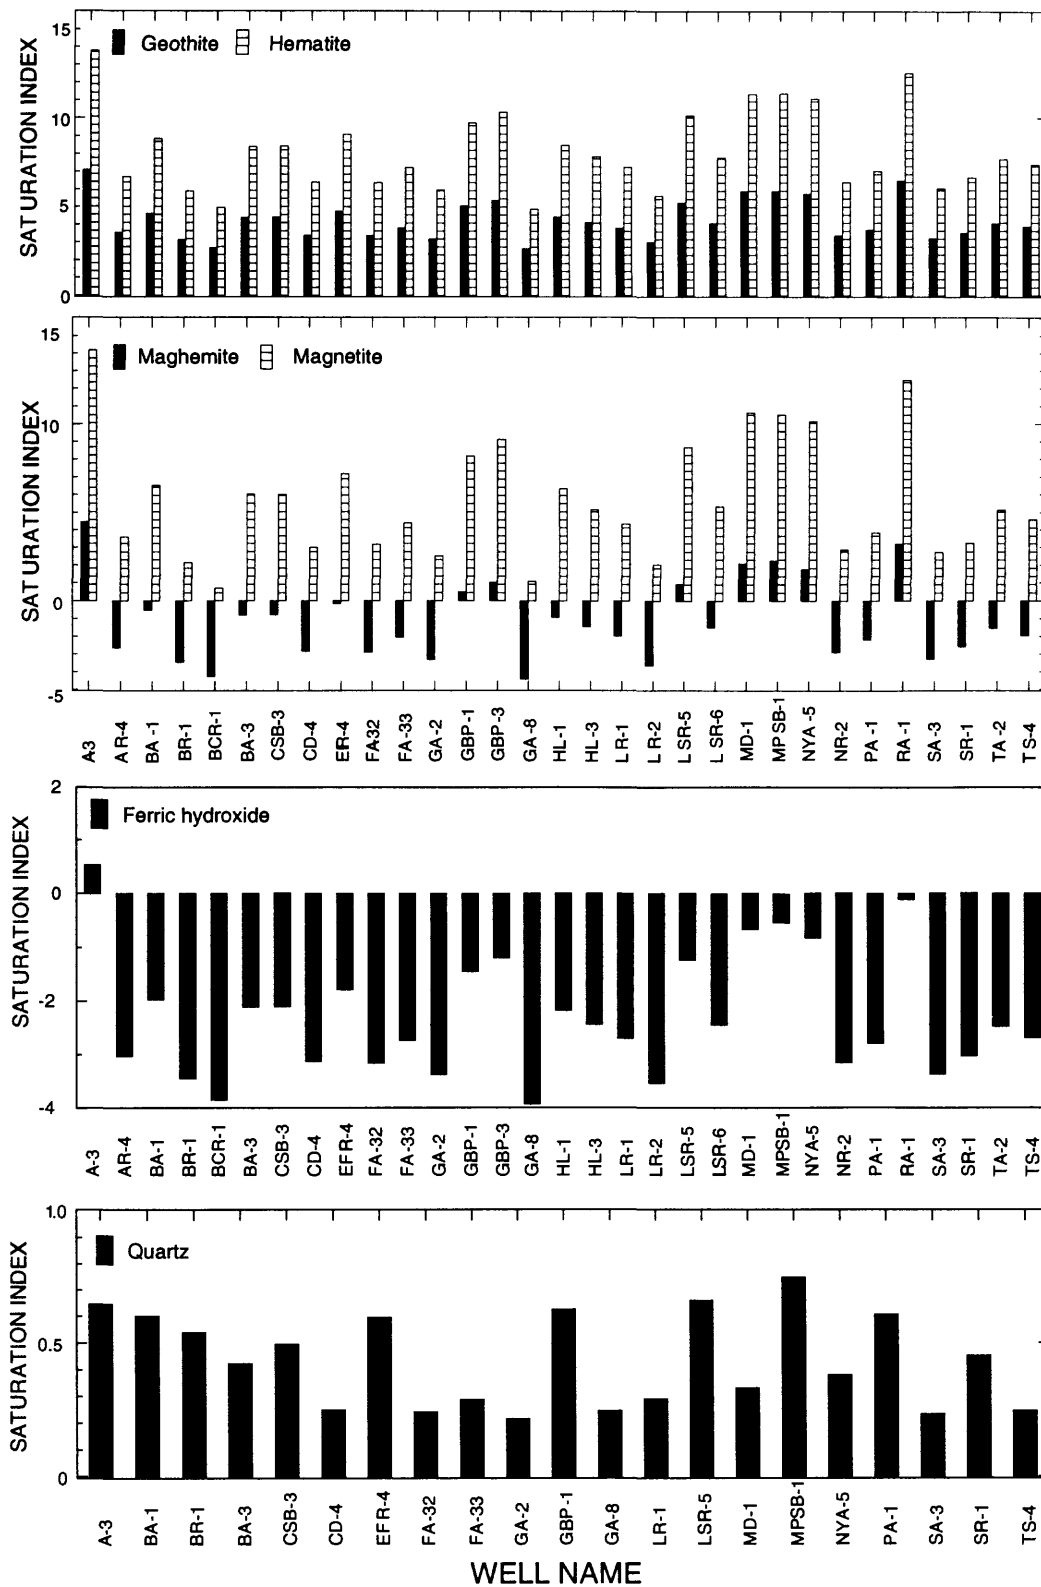 15
Geothite Hematite
10
5
0
SATURATION INDEX
15
Maghemite Magnetite
10
0
-5
SATURATION INDEX
A3 AR-4 BA-1 BR-1 BCR-1 BA-3 CSB-3 CD-4 EFR-4 FA32 FA-33 GA-2 GBP-1 GBP-3 GA-8 HL-1 HL-3 LR-1 LR-2 LSR-5 LSR-6 MD-1 MPSB-1 NYA-5 NR-2 PA-1 RA-1 SA-3 SR-1 TA-2 TS-4
2
Ferric hydroxide
0
-2
-4
SATURATION INDEX
A-3 AR-4 BA-1 BR-1 BCR-1 BA-3 CSB-3 CD-4 EFR-4 FA-32 FA-33 GA-2 GBP-1 GBP-3 GA-8 HL-1 HL-3 LR-1 LR-2 LSR-5 LSR-6 MD-1 MPSB-1 NYA-5 NR-2 PA-1 RA-1 SA-3 SR-1 TA-2 TS-4
1.0
Quartz
0.5
0
SATURATION INDEX
A-3 BA-1 BR-1 BA-3 CSB-3 CD-4 EFR-4 FA-32 FA-33 GA-2 GBP-1 GA-8 LR-1 LSR-5 MD-1 MPSB-1 NYA-5 PA-1 SA-3 SR-1 TS-4
WELL NAME